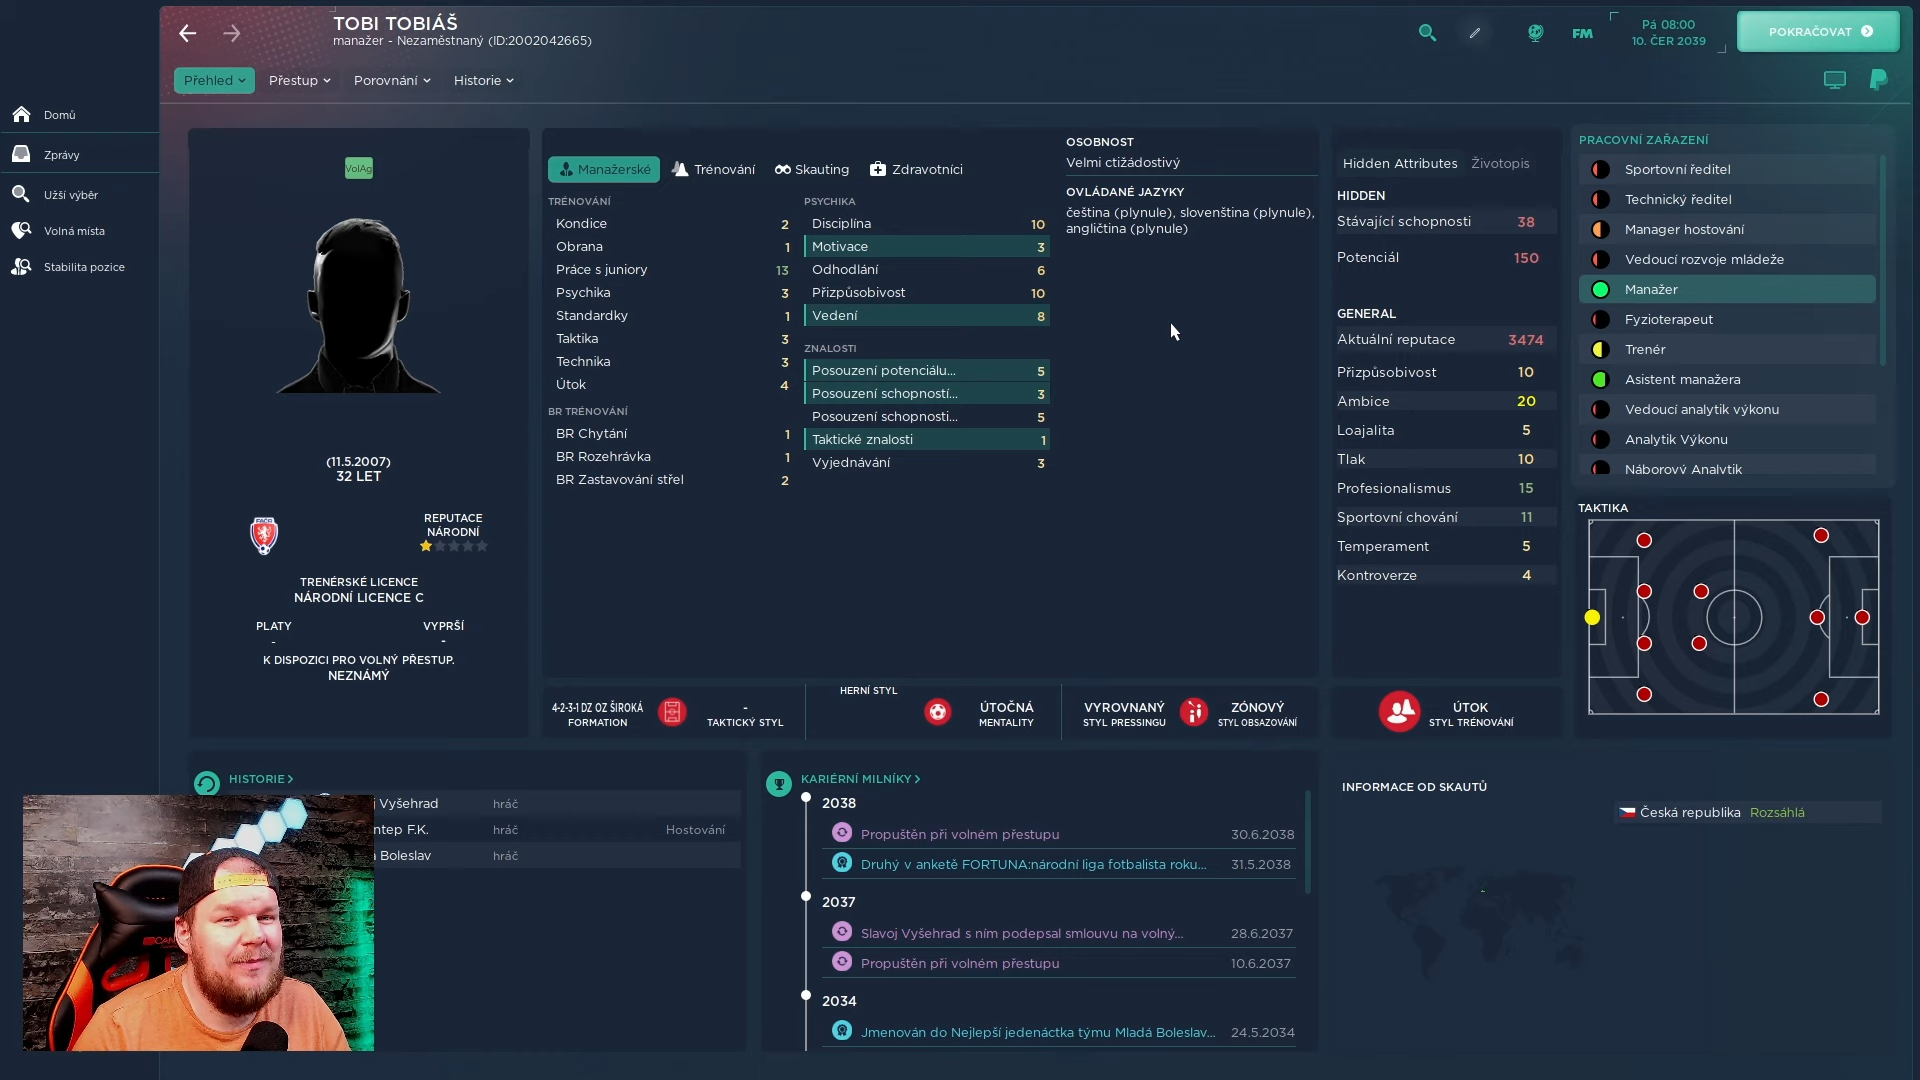 TOBI TOBIÁŠ
manažer - Nezaměstnaný (ID:2002042665)
FM
Pá 08:00
10. ČER 2039
POKRAČOVAT
Přehled
Přestup
Porovnání
Historie
Domů
Zprávy
Užší výběr
Volná místa
Stabilita pozice
VolAg
(11.5.2007)
32 LET
REPUTACE
NÁRODNÍ
TRENÉRSKÉ LICENCE
NÁRODNÍ LICENCE C
PLATY
VYPRŠÍ
-
-
K DISPOZICI PRO VOLNÝ PŘESTUP.
NEZNÁMÝ
Manažerské
Trénování
Skauting
Zdravotníci
TRÉNOVÁNÍ
Kondice 2
Obrana 1
Práce s juniory 13
Psychika 3
Standardky 1
Taktika 3
Technika 3
Útok 4
BR TRÉNOVÁNÍ
BR Chytání 1
BR Rozehrávka 1
BR Zastavování střel 2
PSYCHIKA
Disciplína 10
Motivace 3
Odhodlání 6
Přizpůsobivost 10
Vedení 8
ZNALOSTI
Posouzení potenciálu... 5
Posouzení schopností... 3
Posouzení schopnosti... 5
Taktické znalosti 1
Vyjednávání 3
OSOBNOST
Velmi ctižádostivý
OVLÁDANÉ JAZYKY
čeština (plynule), slovenština (plynule),
angličtina (plynule)
Hidden Attributes
Životopis
HIDDEN
Stávající schopnosti 38
Potenciál 150
GENERAL
Aktuální reputace 3474
Přizpůsobivost 10
Ambice 20
Loajalita 5
Tlak 10
Profesionalismus 15
Sportovní chování 11
Temperament 5
Kontroverze 4
PRACOVNÍ ZAŘAZENÍ
Sportovní ředitel
Technický ředitel
Manager hostování
Vedoucí rozvoje mládeže
Manažer
Fyzioterapeut
Trenér
Asistent manažera
Vedoucí analytik výkonu
Analytik Výkonu
Náborový Analytik
TAKTIKA
4-2-3-1 DZ OZ ŠIROKÁ
FORMATION
-
TAKTICKÝ STYL
HERNÍ STYL
ÚTOČNÁ
MENTALITY
VYROVNANÝ
STYL PRESSINGU
ZÓNOVÝ
STYL OBSAZOVÁNÍ
ÚTOK
STYL TRÉNOVÁNÍ
HISTORIE
j Vyšehrad hráč
ntep F.K. hráč Hostování
a Boleslav hráč
KARIÉRNÍ MILNÍKY
2038
Propuštěn při volném přestupu 30.6.2038
Druhý v anketě FORTUNA:národní liga fotbalista roku... 31.5.2038
2037
Slavoj Vyšehrad s ním podepsal smlouvu na volný... 28.6.2037
Propuštěn při volném přestupu 10.6.2037
2034
Jmenován do Nejlepší jedenáctka týmu Mladá Boleslav... 24.5.2034
INFORMACE OD SKAUTŮ
Česká republika Rozsáhlá